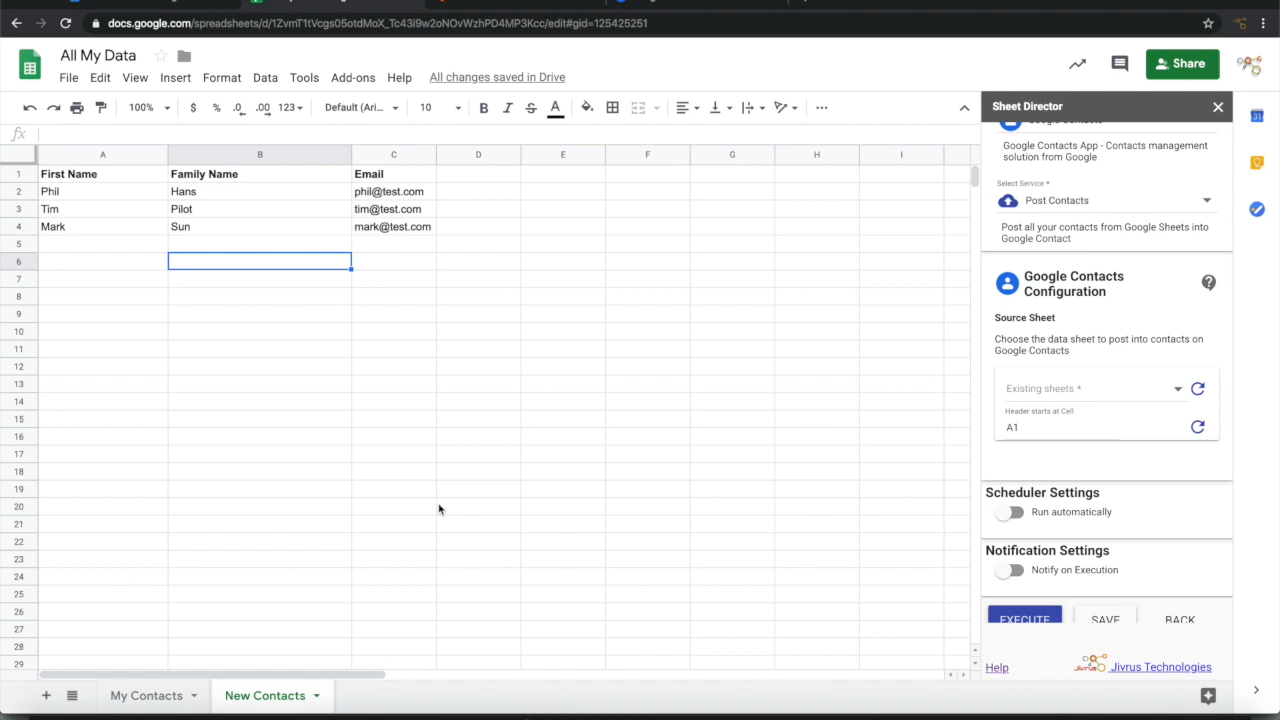 docs.google.com/spreadsheets/d/1ZvmT1tVcgs05otdMoX_Tc43i9w2oNOvWzhPD4MP3Kcc/edit#gid=125425251
All My Data
File Edit View Insert Format Data Tools Add-ons Help All changes saved in Drive
Share
100% $ % .0 .00 123 Default (Ari... 10 B I S A
Sheet Director
fx
A B C D E F G H I
1 First Name Family Name Email
2 Phil Hans phil@test.com
3 Tim Pilot tim@test.com
4 Mark Sun mark@test.com
5
6
7
8
9
10
11
12
13
14
15
16
17
18
19
20
21
22
23
24
25
26
27
28
29
Google Contacts App - Contacts management
solution from Google
Select Service *
Post Contacts
Post all your contacts from Google Sheets into
Google Contact
Google Contacts
Configuration
Source Sheet
Choose the data sheet to post into contacts on
Google Contacts
Existing sheets *
Header starts at Cell
A1
Scheduler Settings
Run automatically
Notification Settings
Notify on Execution
EXECUTE SAVE BACK
Help Jivrus Technologies
My Contacts New Contacts
31